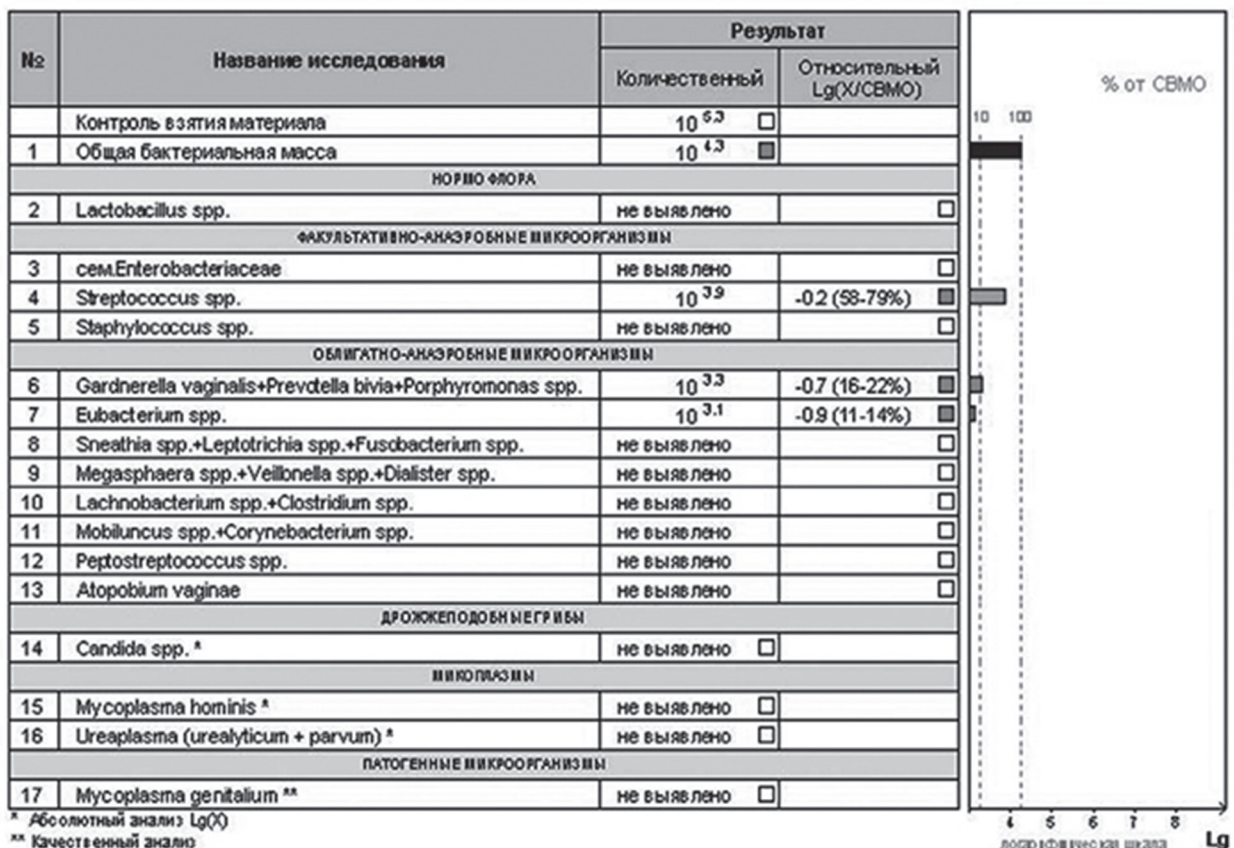 № Название исследования Результат
Количественный Относительный Lg(X/СВМО)
% от СВМО
Контроль взятия материала 10^5.3
10 100
1 Общая бактериальная масса 10^4.3
НОРМОФЛОРА
2 Lactobacillus spp. не выявлено
ФАКУЛЬТАТИВНО-АНАЭРОБНЫЕ МИКРООРГАНИЗМЫ
3 сем.Enterobacteriaceae не выявлено
4 Streptococcus spp. 10^3.9 -0.2 (58-79%)
5 Staphylococcus spp. не выявлено
ОБЛИГАТНО-АНАЭРОБНЫЕ МИКРООРГАНИЗМЫ
6 Gardnerella vaginalis+Prevotella bivia+Porphyromonas spp. 10^3.3 -0.7 (16-22%)
7 Eubacterium spp. 10^3.1 -0.9 (11-14%)
8 Sneathia spp.+Leptotrichia spp.+Fusobacterium spp. не выявлено
9 Megasphaera spp.+Veillonella spp.+Dialister spp. не выявлено
10 Lachnobacterium spp.+Clostridium spp. не выявлено
11 Mobiluncus spp.+Corynebacterium spp. не выявлено
12 Peptostreptococcus spp. не выявлено
13 Atopobium vaginae не выявлено
ДРОЖЖЕПОДОБНЫЕ ГРИБЫ
14 Candida spp. * не выявлено
МИКОПЛАЗМЫ
15 Mycoplasma hominis * не выявлено
16 Ureaplasma (urealyticum + parvum) * не выявлено
ПАТОГЕННЫЕ МИКРООРГАНИЗМЫ
17 Mycoplasma genitalium ** не выявлено
* Абсолютный анализ Lg(X)
4 5 6 7 8
** Качественный анализ
логарифмическая шкала Lg